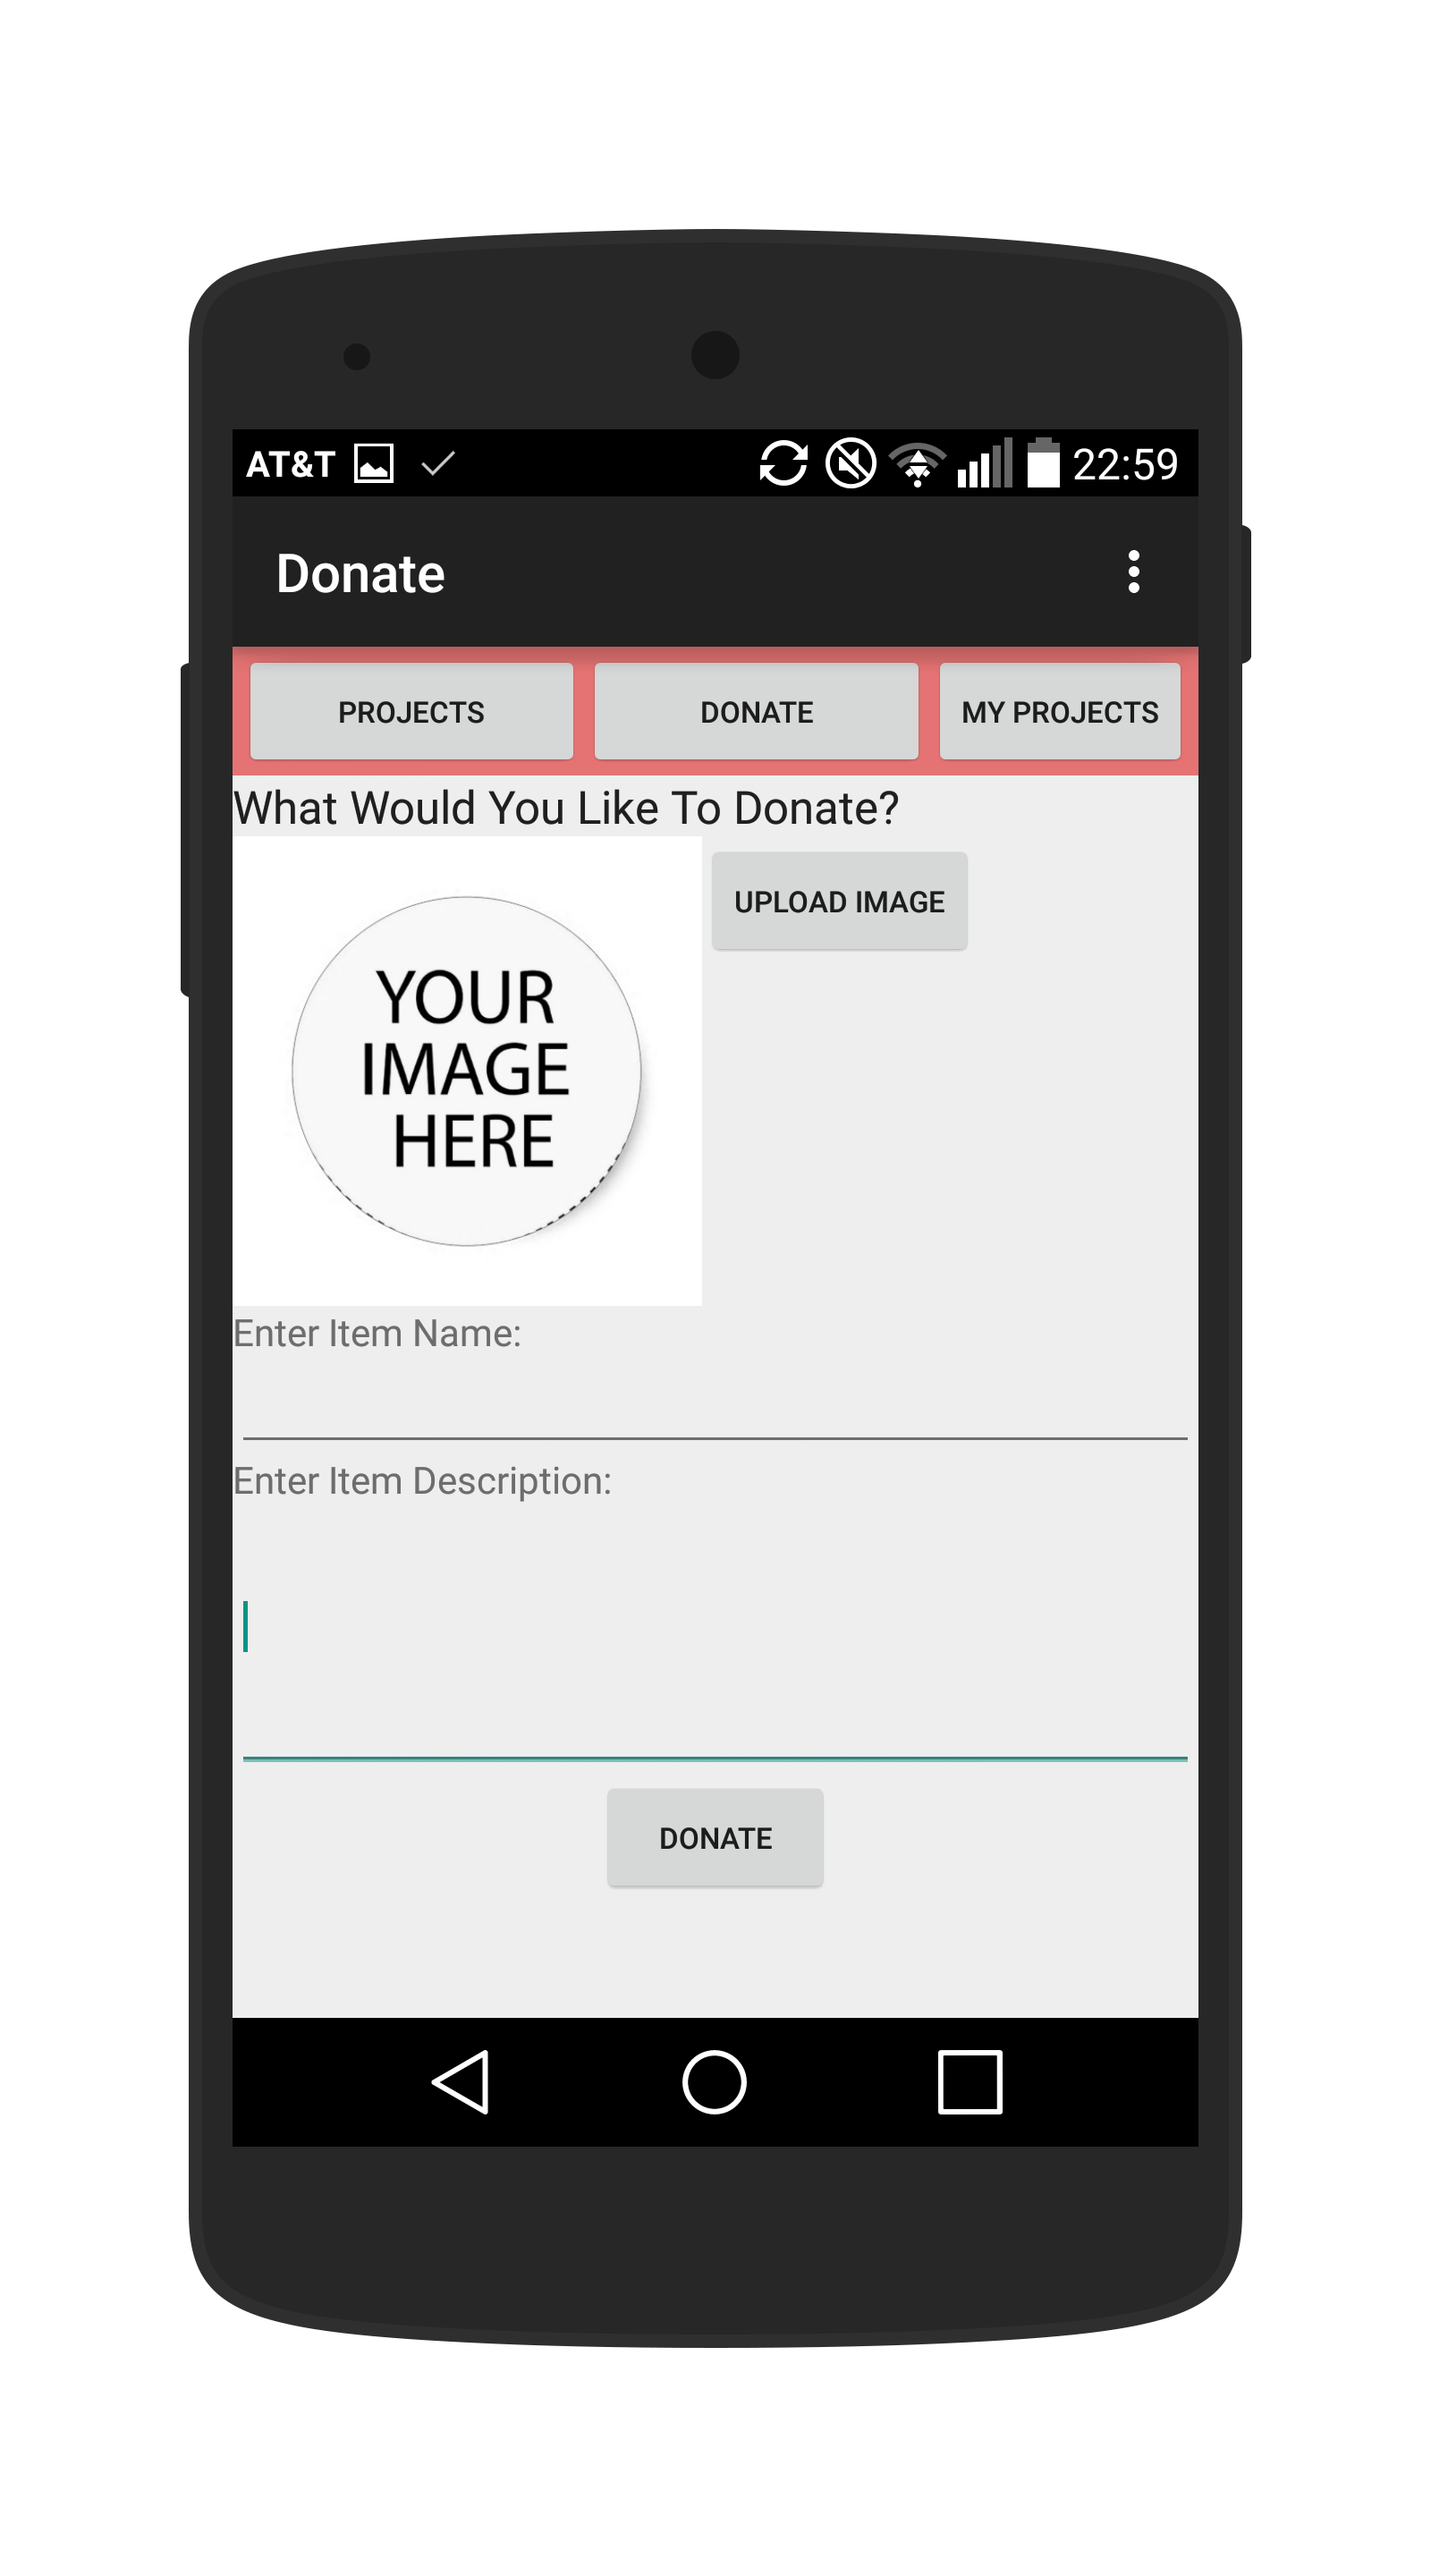 AT&T 22:59
Donate
PROJECTS DONATE MY PROJECTS
What Would You Like To Donate?
UPLOAD IMAGE
YOUR
IMAGE
HERE
Enter Item Name:
Enter Item Description:
DONATE